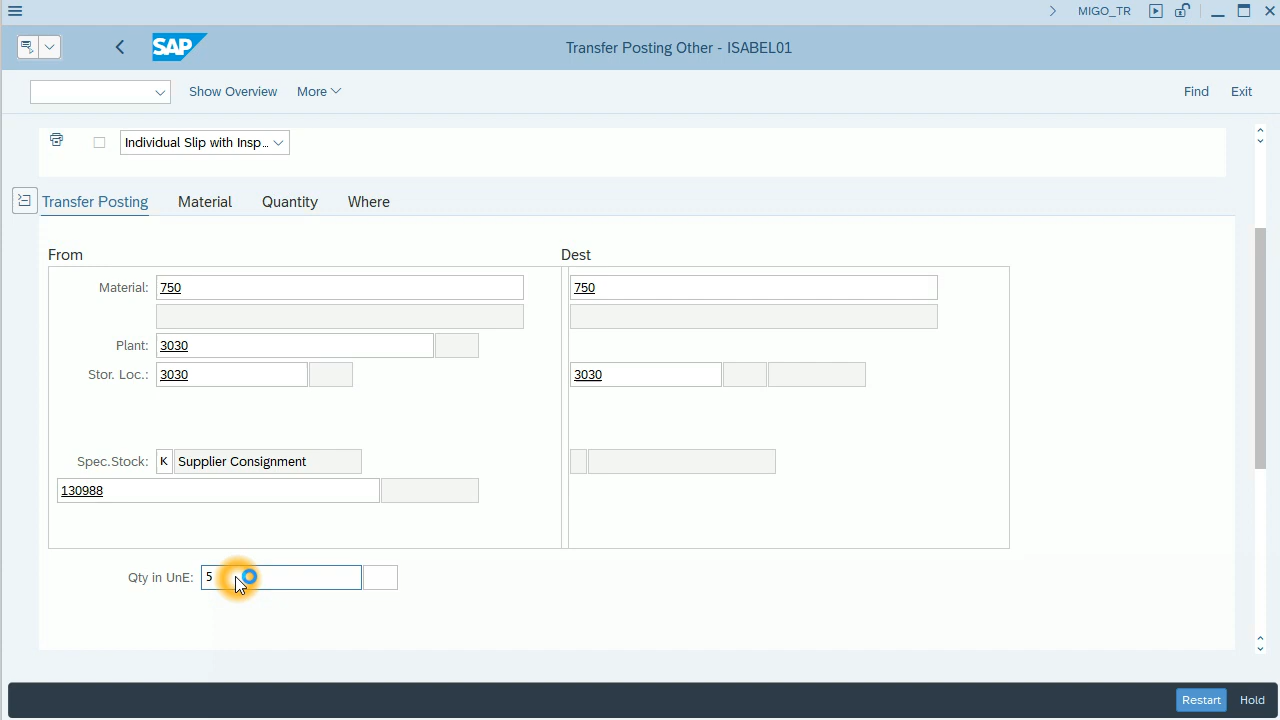 MIGO_TR
SAP
Transfer Posting Other - ISABEL01
Show Overview More
Find Exit
Individual Slip with Insp...
Transfer Posting Material Quantity Where
From Dest
Material: 750 750
Plant: 3030
Stor. Loc.: 3030 3030
Spec.Stock: K Supplier Consignment
130988
Qty in UnE: 5
Restart Hold